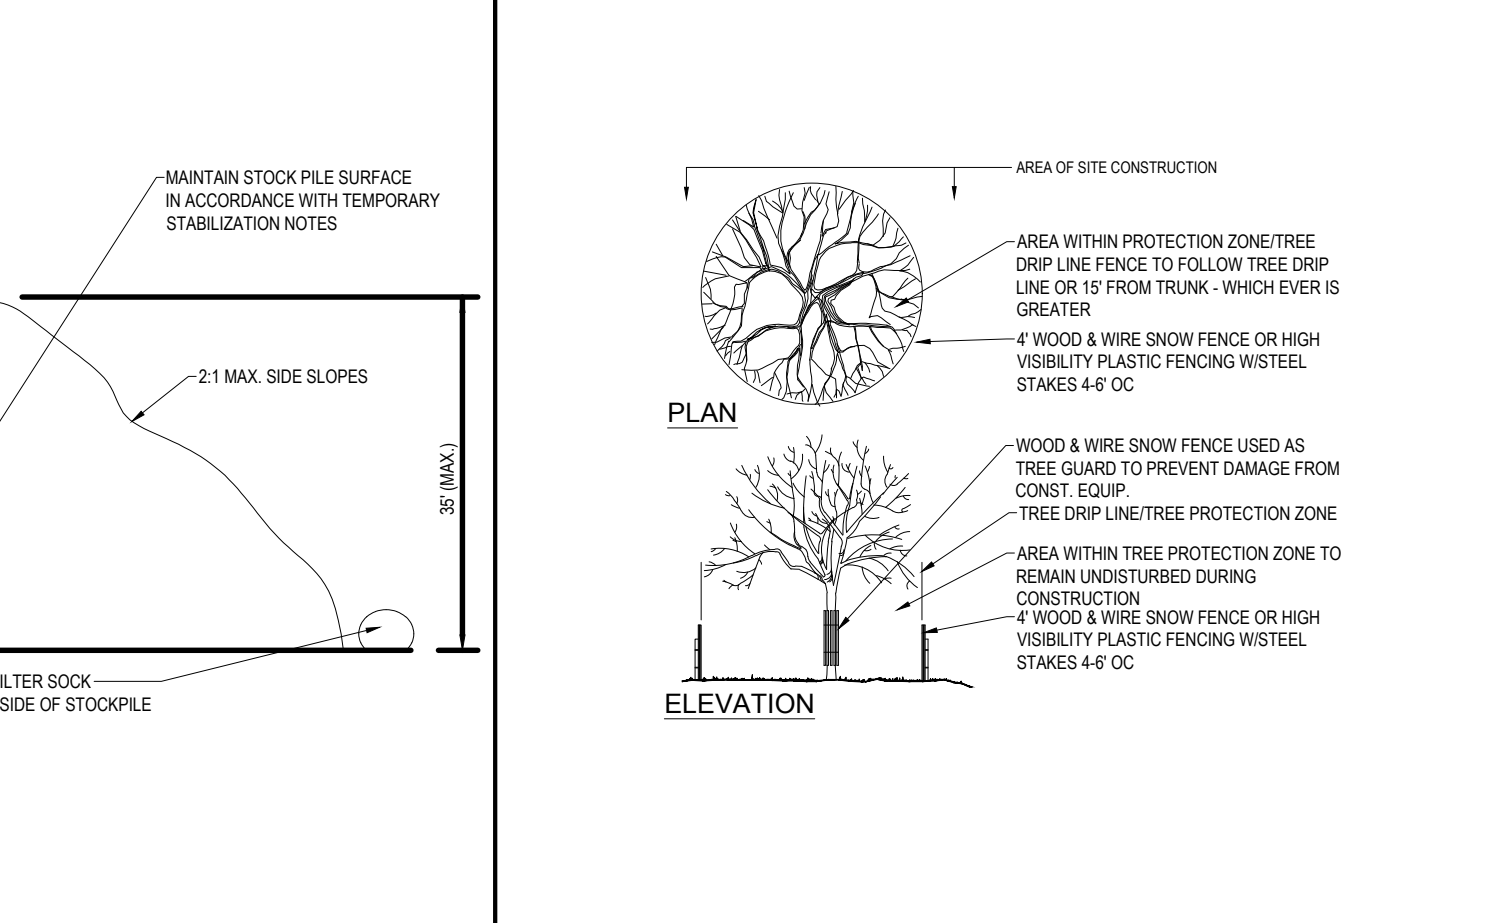 MAINTAIN STOCK PILE SURFACE
IN ACCORDANCE WITH TEMPORARY
STABILIZATION NOTES
2:1 MAX. SIDE SLOPES
35' (MAX.)
ILTER SOCK
SIDE OF STOCKPILE
AREA OF SITE CONSTRUCTION
AREA WITHIN PROTECTION ZONE/TREE
DRIP LINE FENCE TO FOLLOW TREE DRIP
LINE OR 15' FROM TRUNK - WHICH EVER IS
GREATER
4' WOOD & WIRE SNOW FENCE OR HIGH
VISIBILITY PLASTIC FENCING W/STEEL
STAKES 4-6' OC
PLAN
WOOD & WIRE SNOW FENCE USED AS
TREE GUARD TO PREVENT DAMAGE FROM
CONST. EQUIP.
TREE DRIP LINE/TREE PROTECTION ZONE
AREA WITHIN TREE PROTECTION ZONE TO
REMAIN UNDISTURBED DURING
CONSTRUCTION
4' WOOD & WIRE SNOW FENCE OR HIGH
VISIBILITY PLASTIC FENCING W/STEEL
STAKES 4-6' OC
ELEVATION